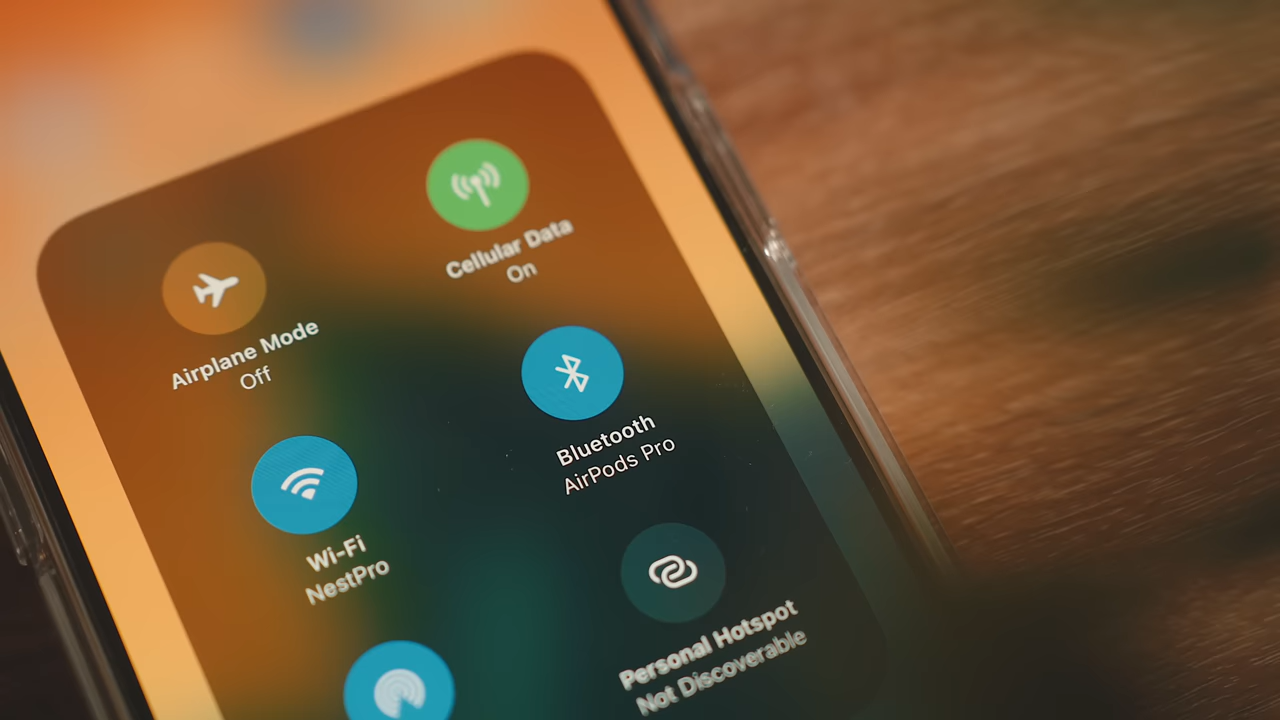 Cellular Data
On
Airplane Mode
Off
Bluetooth
AirPods Pro
Wi-Fi
NestPro
Personal Hotspot
Not Discoverable